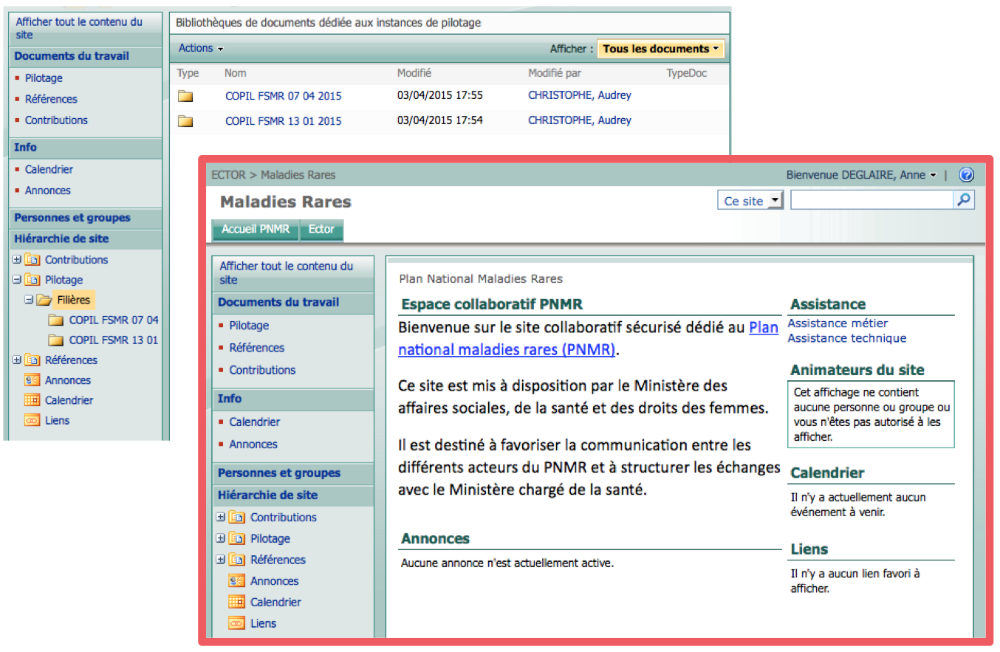 Afficher tout le contenu du
site
Documents du travail
Pilotage
Références
Contributions
Info
Calendrier
Annonces
Personnes et groupes
Hiérarchie de site
Contributions
Pilotage
Filières
COPIL FSMR 07 04
COPIL FSMR 13 01
Références
Annonces
Calendrier
Liens
Bibliothèques de documents dédiée aux instances de pilotage
Actions Afficher : Tous les documents
Type Nom Modifié Modifié par TypeDoc
COPIL FSMR 07 04 2015 03/04/2015 17:55 CHRISTOPHE, Audrey
COPIL FSMR 13 01 2015 03/04/2015 17:54 CHRISTOPHE, Audrey
ECTOR > Maladies Rares Bienvenue DEGLAIRE, Anne | ?
Maladies Rares Ce site
Accueil PNMR Ector
Afficher tout le contenu du
site
Documents du travail
Pilotage
Références
Contributions
Info
Calendrier
Annonces
Personnes et groupes
Hiérarchie de site
Contributions
Pilotage
Références
Annonces
Calendrier
Liens
Plan National Maladies Rares
Espace collaboratif PNMR
Bienvenue sur le site collaboratif sécurisé dédié au Plan
national maladies rares (PNMR).
Ce site est mis à disposition par le Ministère des
affaires sociales, de la santé et des droits des femmes.
Il est destiné à favoriser la communication entre les
différents acteurs du PNMR et à structurer les échanges
avec le Ministère chargé de la santé.
Annonces
Aucune annonce n'est actuellement active.
Assistance
Assistance métier
Assistance technique
Animateurs du site
Cet affichage ne contient
aucune personne ou groupe ou
vous n'êtes pas autorisé à les
afficher.
Calendrier
Il n'y a actuellement aucun
événement à venir.
Liens
Il n'y a aucun lien favori à
afficher.